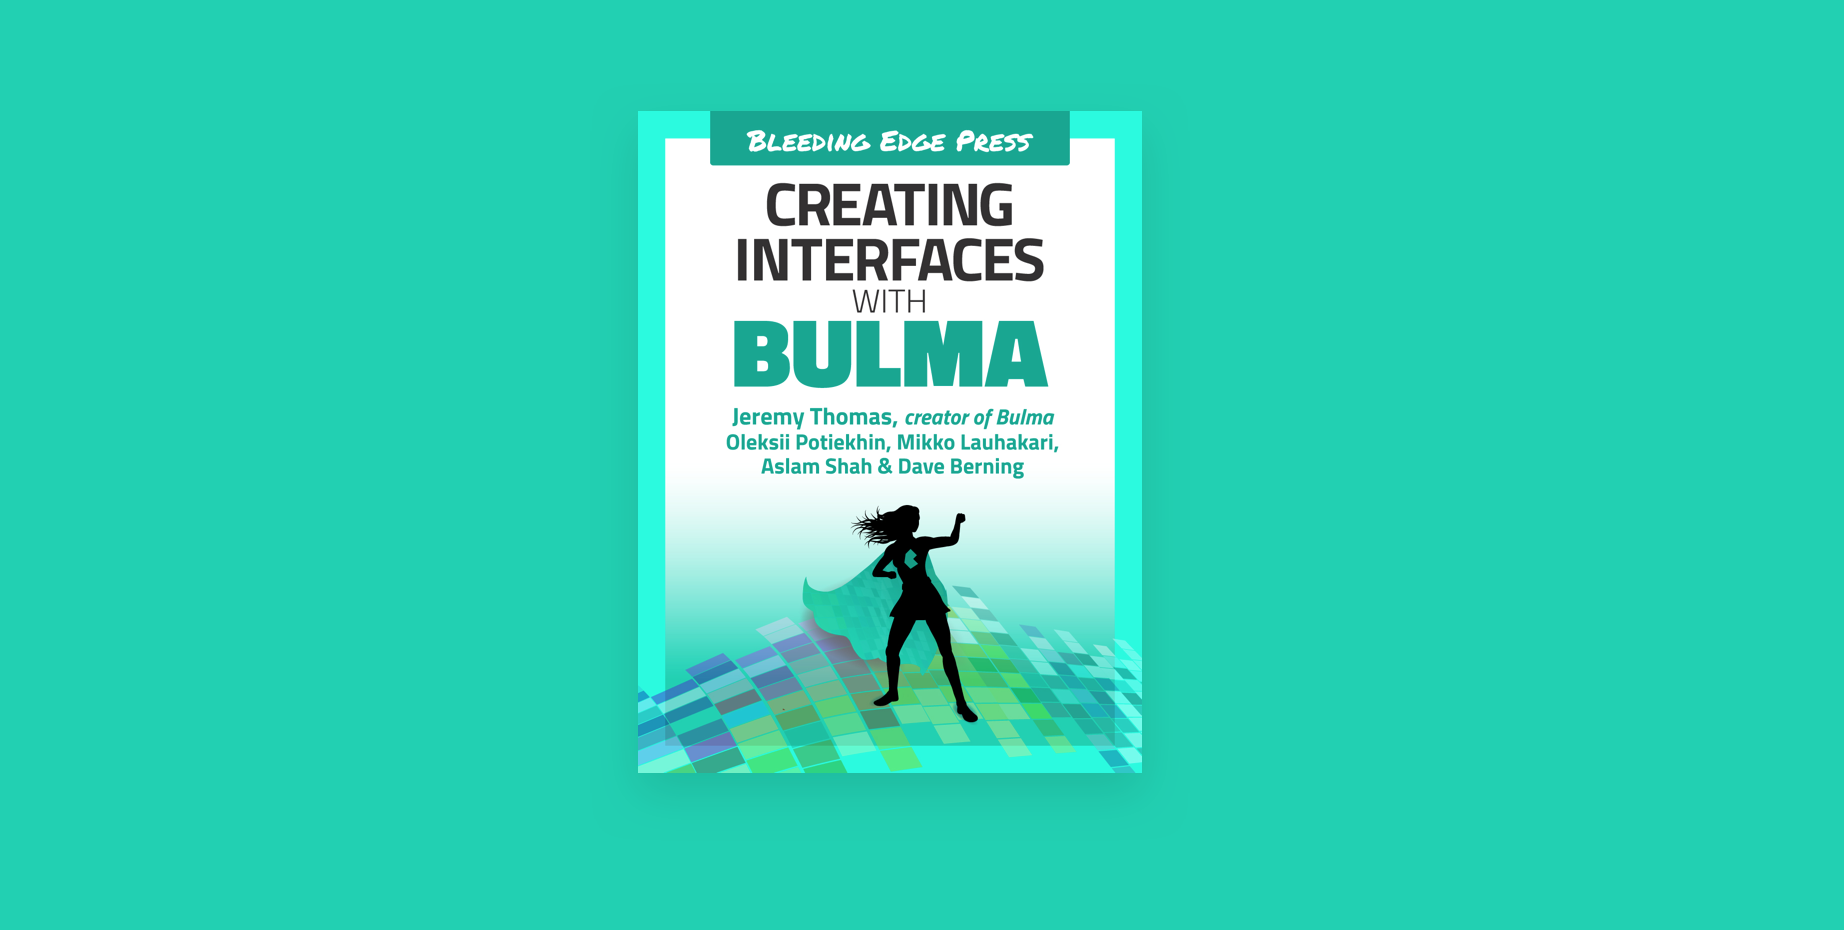 BLEEDING EDGE PRESS
CREATING
INTERFACES
WITH
BULMA
Jeremy Thomas, creator of Bulma
Oleksii Potiekhin, Mikko Lauhakari,
Aslam Shah & Dave Berning